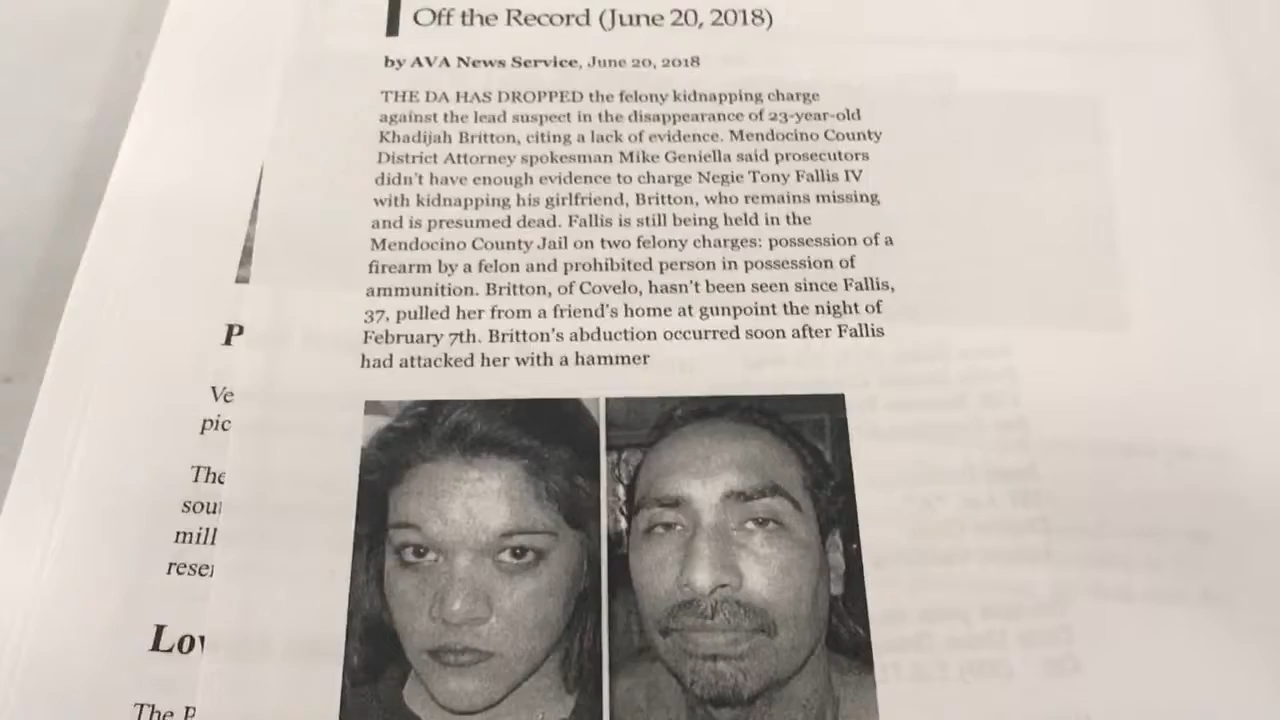 Off the Record (June 20, 2018)
by AVA News Service, June 20, 2018
THE DA HAS DROPPED the felony kidnapping charge
against the lead suspect in the disappearance of 23-year-old
Khadijah Britton, citing a lack of evidence. Mendocino County
District Attorney spokesman Mike Geniella said prosecutors
didn't have enough evidence to charge Negie Tony Fallis IV
with kidnapping his girlfriend, Britton, who remains missing
and is presumed dead. Fallis is still being held in the
Mendocino County Jail on two felony charges: possession of a
firearm by a felon and prohibited person in possession of
ammunition. Britton, of Covelo, hasn't been seen since Fallis,
37, pulled her from a friend's home at gunpoint the night of
February 7th. Britton's abduction occurred soon after Fallis
had attacked her with a hammer
P
Ve
pic
The
sou
mill
rese
Lo
The P